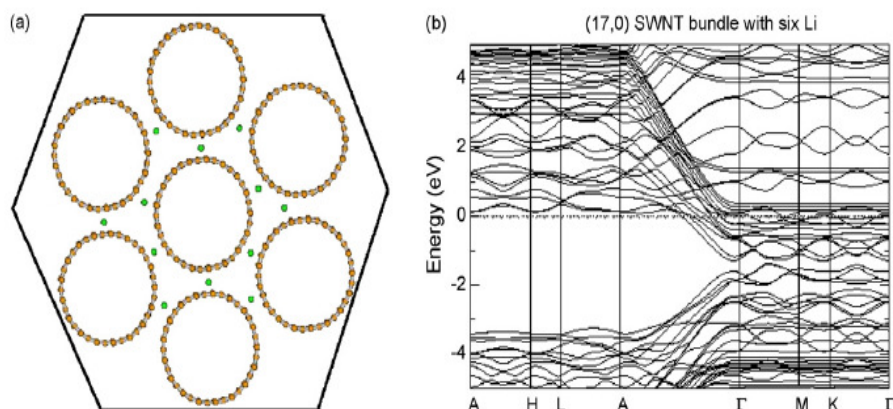 (a)
(b)
(17,0) SWNT bundle with six Li
Energy (eV)
4
2
0
-2
-4
A H L A Γ M K Γ